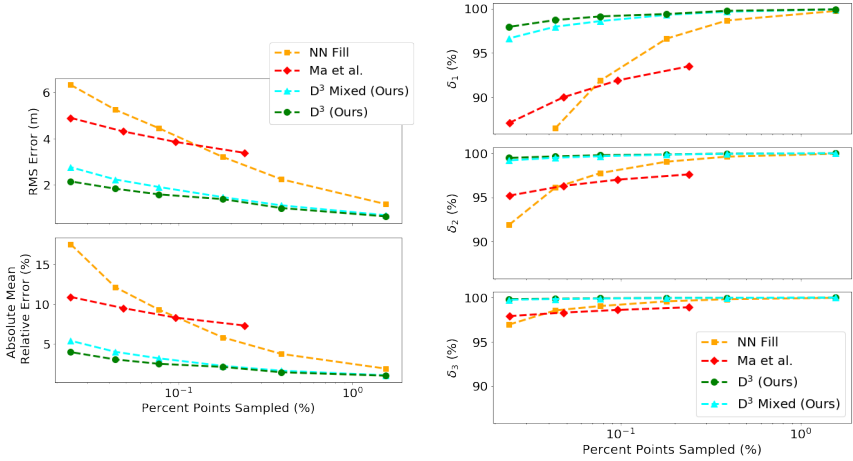 NN Fill
Ma et al.
D³ Mixed (Ours)
D³ (Ours)
RMS Error (m)
6
4
2
Absolute Mean
Relative Error (%)
15
10
5
10⁻¹
10⁰
Percent Points Sampled (%)
δ₁ (%)
100
95
90
δ₂ (%)
100
95
90
δ₃ (%)
100
95
90
NN Fill
Ma et al.
D³ (Ours)
D³ Mixed (Ours)
10⁻¹
10⁰
Percent Points Sampled (%)